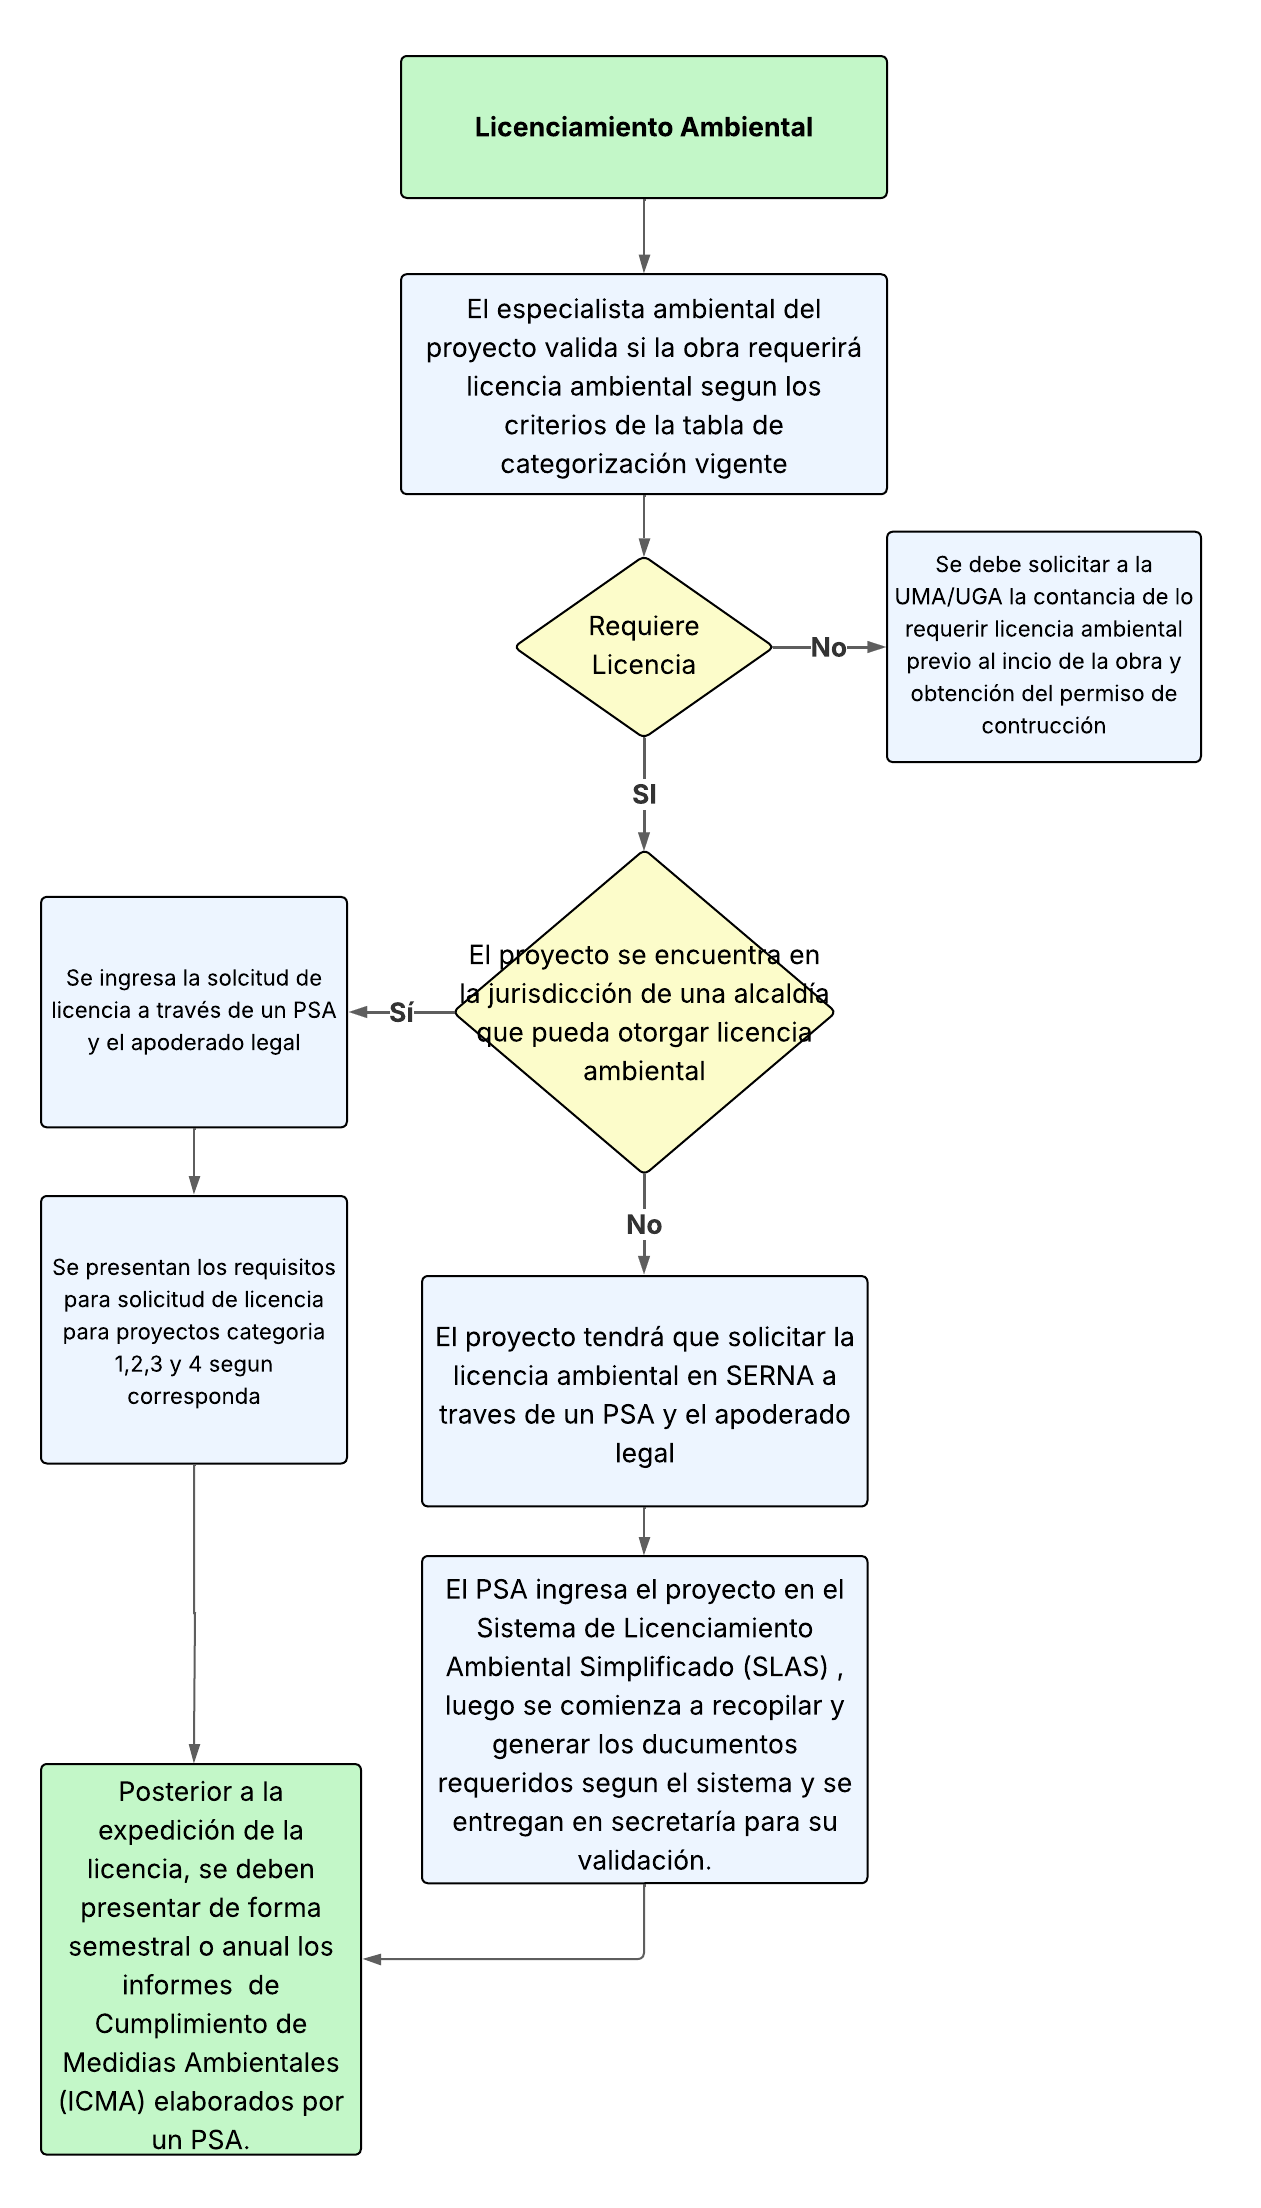 Licenciamiento Ambiental
El especialista ambiental del
proyecto valida si la obra requerirá
licencia ambiental segun los
criterios de la tabla de
categorización vigente
Requiere
Licencia
No
Se debe solicitar a la
UMA/UGA la contancia de lo
requerir licencia ambiental
previo al incio de la obra y
obtención del permiso de
contrucción
SI
El proyecto se encuentra en
la jurisdicción de una alcaldía
que pueda otorgar licencia
ambiental
Sí
Se ingresa la solcitud de
licencia a través de un PSA
y el apoderado legal
Se presentan los requisitos
para solicitud de licencia
para proyectos categoria
1,2,3 y 4 segun
corresponda
No
El proyecto tendrá que solicitar la
licencia ambiental en SERNA a
traves de un PSA y el apoderado
legal
El PSA ingresa el proyecto en el
Sistema de Licenciamiento
Ambiental Simplificado (SLAS) ,
luego se comienza a recopilar y
generar los ducumentos
requeridos segun el sistema y se
entregan en secretaría para su
validación.
Posterior a la
expedición de la
licencia, se deben
presentar de forma
semestral o anual los
informes  de
Cumplimiento de
Medidias Ambientales
(ICMA) elaborados por
un PSA.